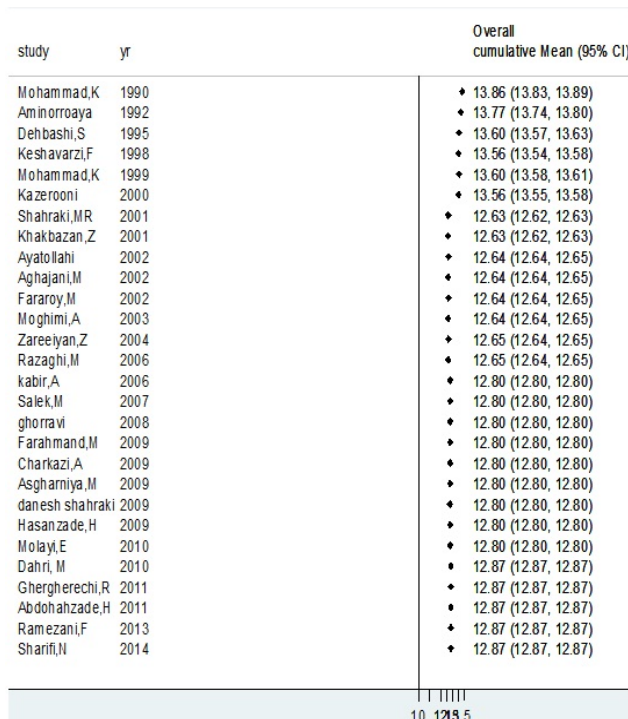 Overall
study yr cumulative Mean (95% CI)
Mohammad,K 1990 13.86 (13.83, 13.89)
Aminorroaya 1992 13.77 (13.74, 13.80)
Dehbashi,S 1995 13.60 (13.57, 13.63)
Keshavarzi,F 1998 13.56 (13.54, 13.58)
Mohammad,K 1999 13.60 (13.58, 13.61)
Kazerooni 2000 13.56 (13.55, 13.58)
Shahraki,MR 2001 12.63 (12.62, 12.63)
Khakbazan,Z 2001 12.63 (12.62, 12.63)
Ayatollahi 2002 12.64 (12.64, 12.65)
Aghajani,M 2002 12.64 (12.64, 12.65)
Fararoy,M 2002 12.64 (12.64, 12.65)
Moghimi,A 2003 12.64 (12.64, 12.65)
Zareeiyan,Z 2004 12.65 (12.64, 12.65)
Razaghi,M 2006 12.65 (12.64, 12.65)
kabir,A 2006 12.80 (12.80, 12.80)
Salek,M 2007 12.80 (12.80, 12.80)
ghorravi 2008 12.80 (12.80, 12.80)
Farahmand,M 2009 12.80 (12.80, 12.80)
Charkazi,A 2009 12.80 (12.80, 12.80)
Asgharniya,M 2009 12.80 (12.80, 12.80)
danesh shahraki 2009 12.80 (12.80, 12.80)
Hasanzade,H 2009 12.80 (12.80, 12.80)
Molayi,E 2010 12.80 (12.80, 12.80)
Dahri, M 2010 12.87 (12.87, 12.87)
Ghergherechi,R 2011 12.87 (12.87, 12.87)
Abdohahzade,H 2011 12.87 (12.87, 12.87)
Ramezani,F 2013 12.87 (12.87, 12.87)
Sharifi,N 2014 12.87 (12.87, 12.87)